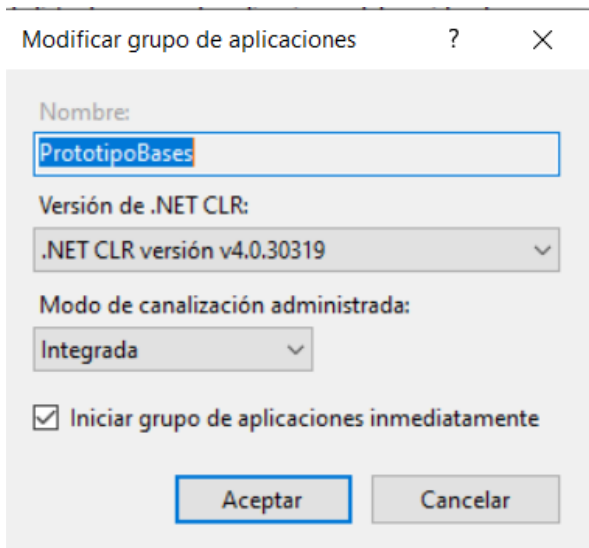 Modificar grupo de aplicaciones ?
Nombre:
PrototipoBases
Versión de .NET CLR:
.NET CLR versión v4.0.30319
Modo de canalización administrada:
Integrada
Iniciar grupo de aplicaciones inmediatamente
Aceptar Cancelar